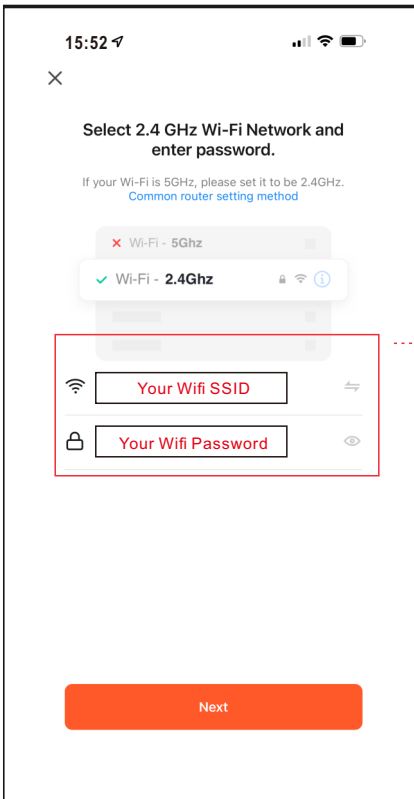 15:52
Select 2.4 GHz Wi-Fi Network and
enter password.
If your Wi-Fi is 5GHz, please set it to be 2.4GHz.
Common router setting method
Wi-Fi - 5Ghz
Wi-Fi - 2.4Ghz
Your Wifi SSID
Your Wifi Password
Next